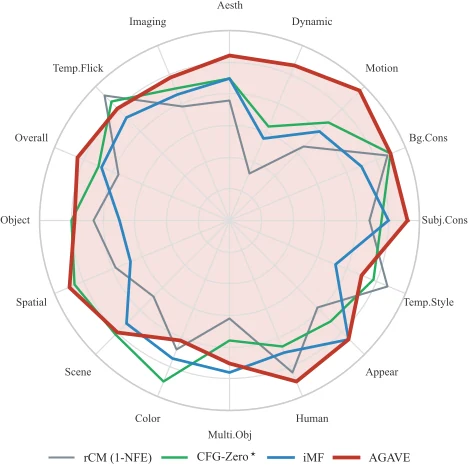 Aesth
Imaging
Dynamic
Temp.Flick
Motion
Overall
Bg.Cons
Object
Subj.Cons
Spatial
Temp.Style
Scene
Appear
Color
Human
Multi.Obj
rCM (1-NFE) CFG-Zero★ iMF AGAVE